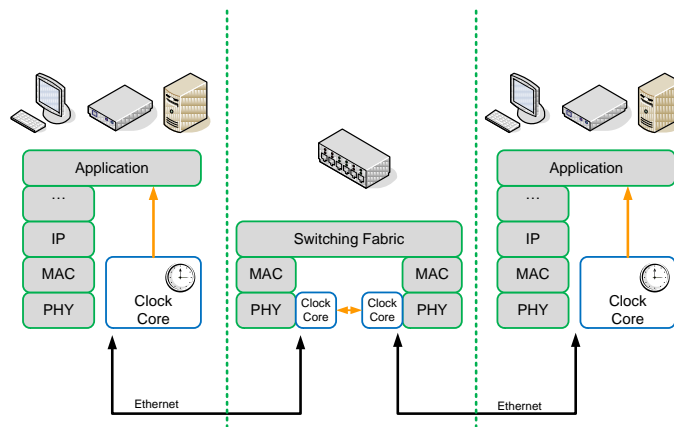 Application
...
IP
MAC
PHY
Clock
Core
Ethernet
Switching Fabric
MAC
MAC
PHY
Clock
Core
Clock
Core
PHY
Application
...
IP
MAC
PHY
Clock
Core
Ethernet